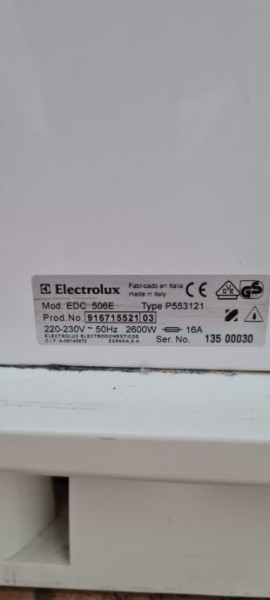 Electrolux
Fabricado en Italia
made in Italy
Mod. EDC 506E Type P553121
Prod.No. 916715521 03
220-230V ~ 50Hz 2600W 16A
ELECTROLUX ELECTRODOMESTICOS ESPAÑA, S.A.
Ser. No. 135 00030